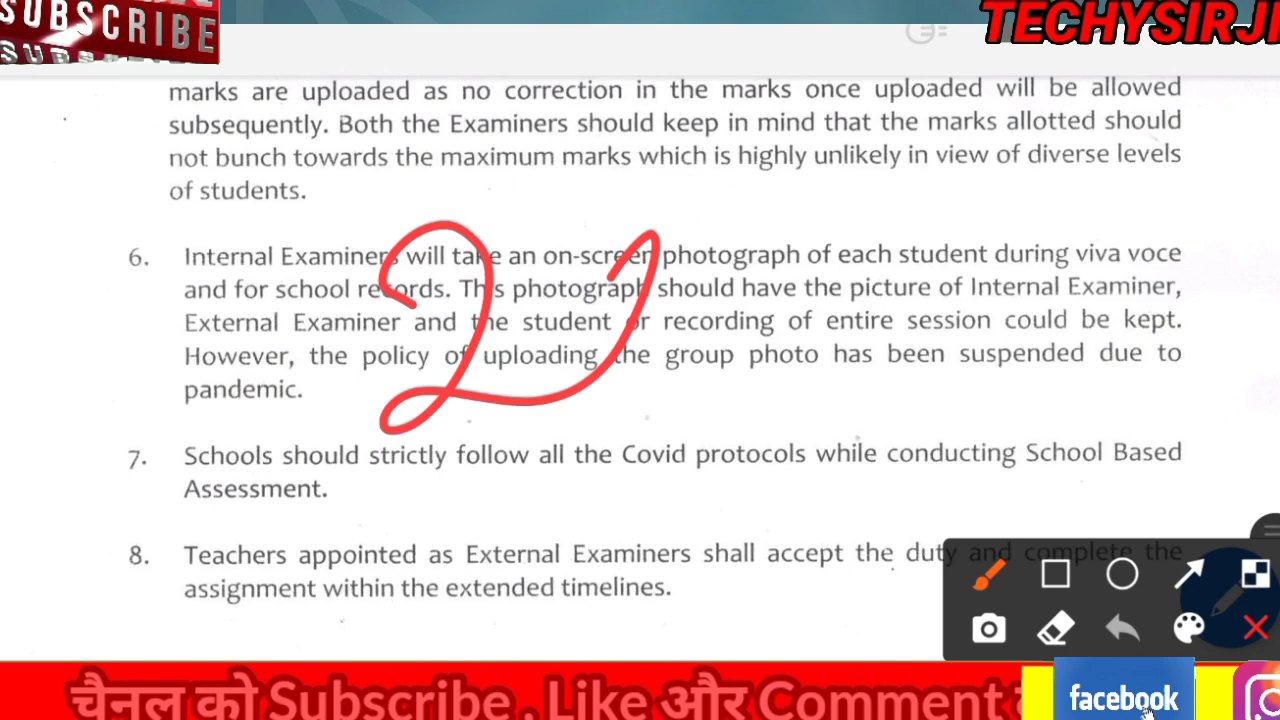 SUBSCRIBE
TECHYSIRJI
marks are uploaded as no correction in the marks once uploaded will be allowed
subsequently. Both the Examiners should keep in mind that the marks allotted should
not bunch towards the maximum marks which is highly unlikely in view of diverse levels
of students.
6. Internal Examiners will take an on-screen photograph of each student during viva voce
and for school records. This photograph should have the picture of Internal Examiner,
External Examiner and the student or recording of entire session could be kept.
However, the policy of uploading the group photo has been suspended due to
pandemic.
7. Schools should strictly follow all the Covid protocols while conducting School Based
Assessment.
8. Teachers appointed as External Examiners shall accept the duty and complete the
assignment within the extended timelines.
चैनल को Subscribe , Like और Comment
facebook